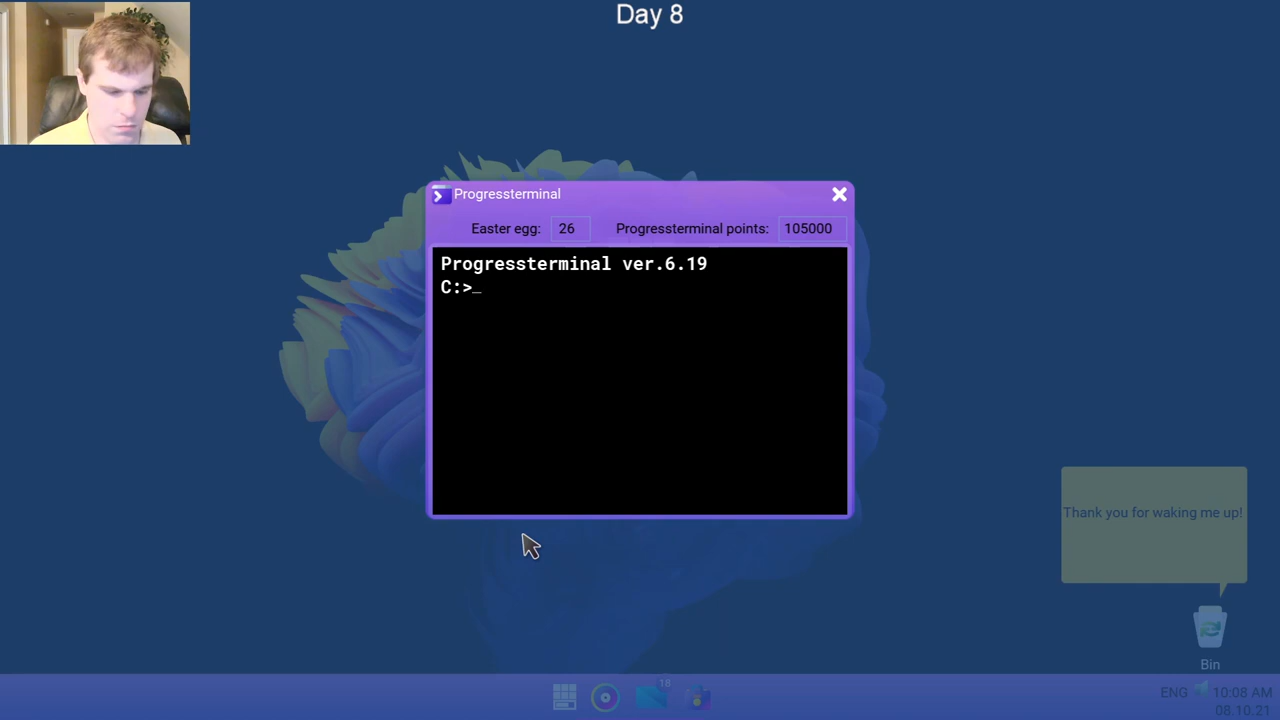 Day 8
Progressterminal
Easter egg: 26 Progressterminal points: 105000
Progressterminal ver.6.19
C:>_
Thank you for waking me up!
Bin
18
ENG 10:08 AM
08.10.21